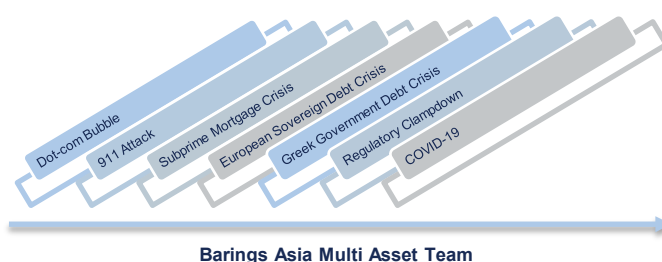 Dot-com Bubble
911 Attack
Subprime Mortgage Crisis
European Sovereign Debt Crisis
Greek Government Debt Crisis
Regulatory Clampdown
COVID-19
Barings Asia Multi Asset Team